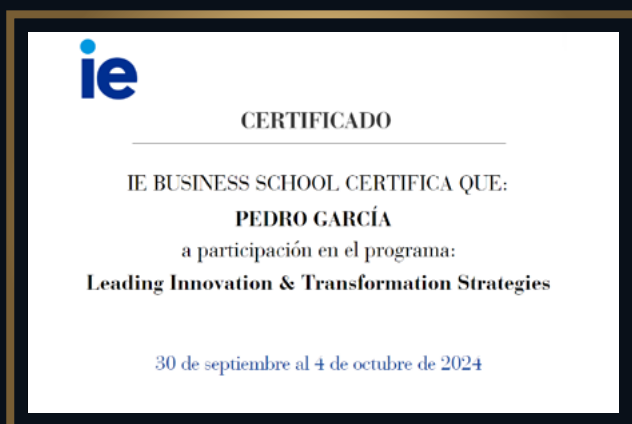 ie
CERTIFICADO
IE BUSINESS SCHOOL CERTIFICA QUE:
PEDRO GARCÍA
a participación en el programa:
Leading Innovation & Transformation Strategies
30 de septiembre al 4 de octubre de 2024